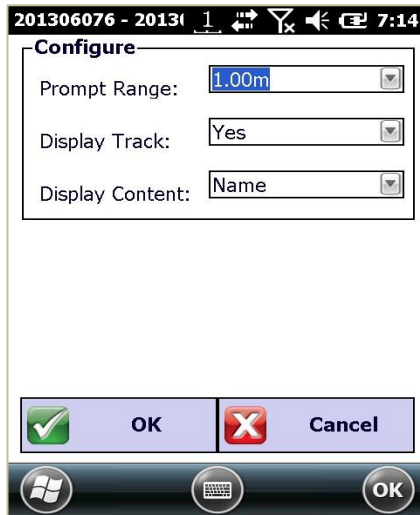 201306076 - 2013( 1 7:14
Configure
Prompt Range: 1.00m
Display Track: Yes
Display Content: Name
OK Cancel
OK